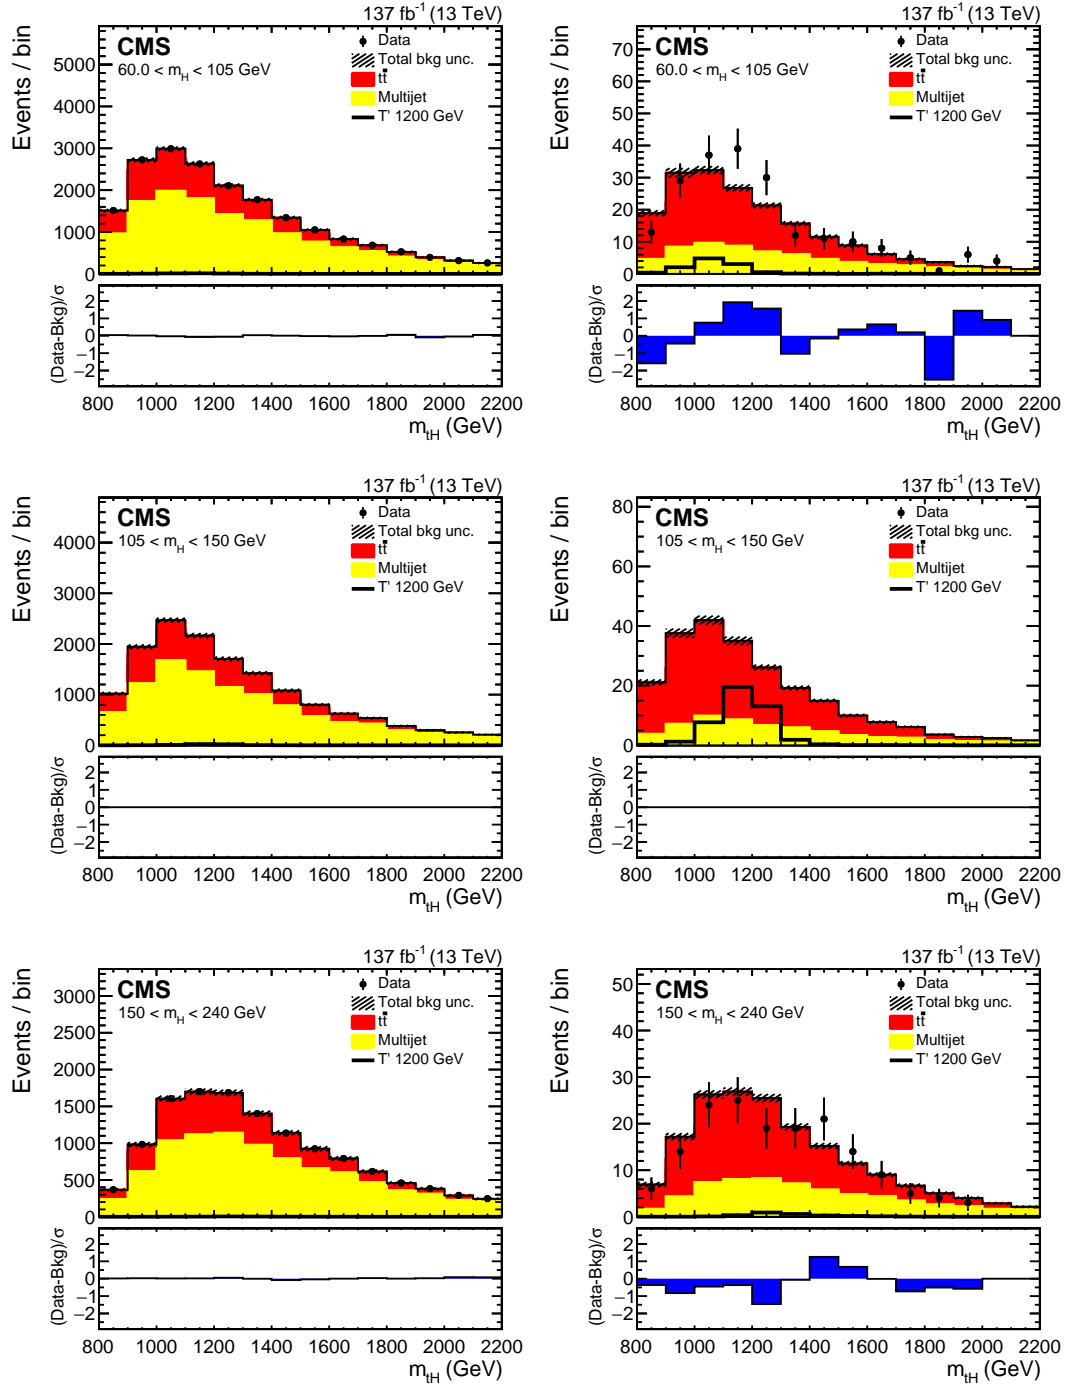 137 fb⁻¹ (13 TeV)
Events / bin
CMS
60.0 < m_H < 105 GeV
Data
Total bkg unc.
tt̄
Multijet
T' 1200 GeV
5000
4000
3000
2000
1000
0
(Data-Bkg)/σ
2
1
0
−1
−2
800 1000 1200 1400 1600 1800 2000 2200
m_tH (GeV)
137 fb⁻¹ (13 TeV)
Events / bin
CMS
60.0 < m_H < 105 GeV
Data
Total bkg unc.
tt̄
Multijet
T' 1200 GeV
70
60
50
40
30
20
10
0
(Data-Bkg)/σ
2
1
0
−1
−2
800 1000 1200 1400 1600 1800 2000 2200
m_tH (GeV)
137 fb⁻¹ (13 TeV)
Events / bin
CMS
105 < m_H < 150 GeV
Data
Total bkg unc.
tt̄
Multijet
T' 1200 GeV
4000
3000
2000
1000
0
(Data-Bkg)/σ
2
1
0
−1
−2
800 1000 1200 1400 1600 1800 2000 2200
m_tH (GeV)
137 fb⁻¹ (13 TeV)
Events / bin
CMS
105 < m_H < 150 GeV
Data
Total bkg unc.
tt̄
Multijet
T' 1200 GeV
80
60
40
20
0
(Data-Bkg)/σ
2
1
0
−1
−2
800 1000 1200 1400 1600 1800 2000 2200
m_tH (GeV)
137 fb⁻¹ (13 TeV)
Events / bin
CMS
150 < m_H < 240 GeV
Data
Total bkg unc.
tt̄
Multijet
T' 1200 GeV
3000
2500
2000
1500
1000
500
0
(Data-Bkg)/σ
2
1
0
−1
−2
800 1000 1200 1400 1600 1800 2000 2200
m_tH (GeV)
137 fb⁻¹ (13 TeV)
Events / bin
CMS
150 < m_H < 240 GeV
Data
Total bkg unc.
tt̄
Multijet
T' 1200 GeV
50
40
30
20
10
0
(Data-Bkg)/σ
2
1
0
−1
−2
800 1000 1200 1400 1600 1800 2000 2200
m_tH (GeV)